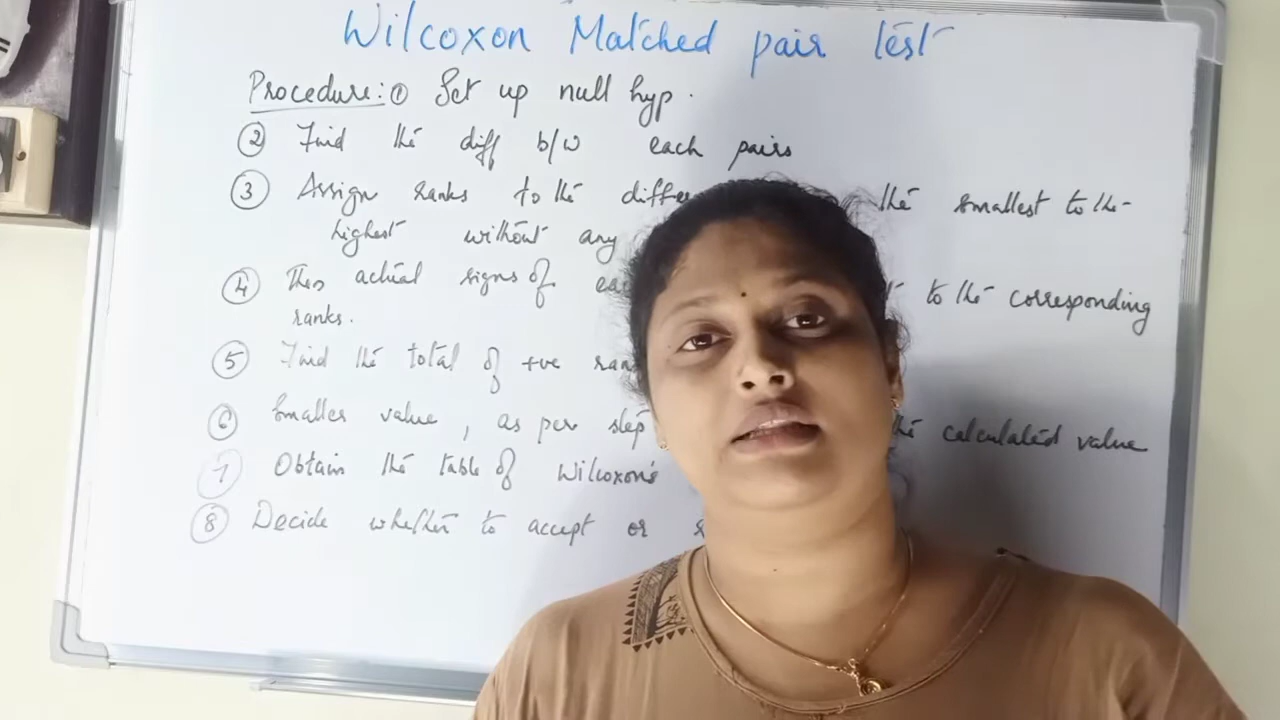 Wilcoxon Matched pair test
Procedure: ① Set up null hyp.
② Find the diff b/w each pairs
③ Assign ranks to the differ the smallest to the
highest without any
④ Then actual signs of ea to the corresponding
ranks.
⑤ Find the total of +ve ran
⑥ Smaller value, as per step the calculated value
⑦ Obtain the table of Wilcoxon's
⑧ Decide whether to accept or